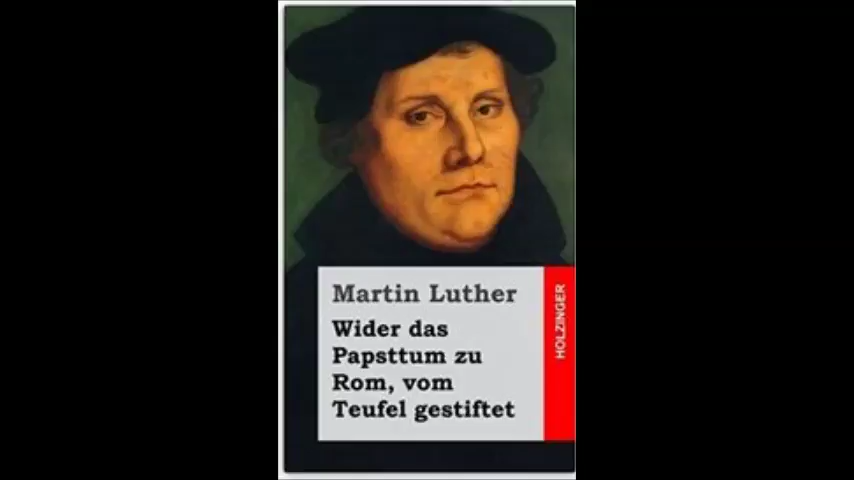 Martin Luther
Wider das
Papsttum zu
Rom, vom
Teufel gestiftet
HOLZINGER